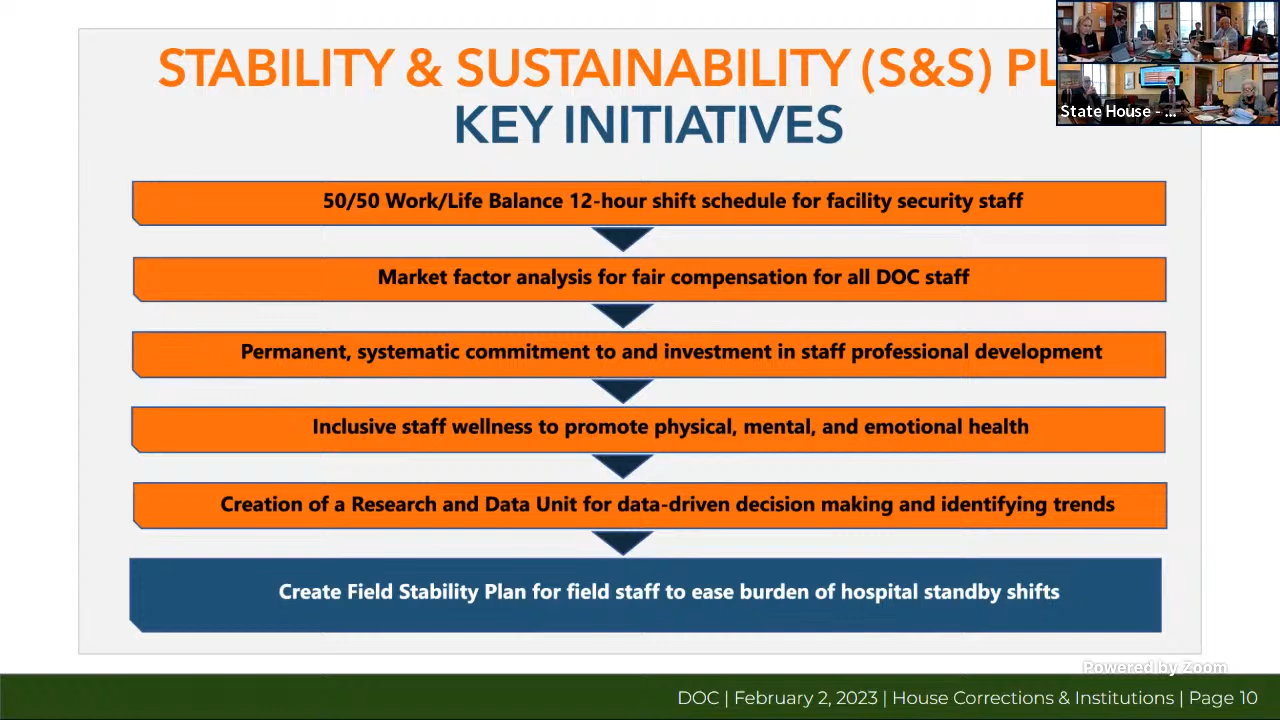 STABILITY & SUSTAINABILITY (S&S)
KEY INITIATIVES
State House - ...
50/50 Work/Life Balance 12-hour shift schedule for facility security staff
Market factor analysis for fair compensation for all DOC staff
Permanent, systematic commitment to and investment in staff professional development
Inclusive staff wellness to promote physical, mental, and emotional health
Creation of a Research and Data Unit for data-driven decision making and identifying trends
Create Field Stability Plan for field staff to ease burden of hospital standby shifts
Powered by Zoom
DOC | February 2, 2023 | House Corrections & Institutions | Page 10